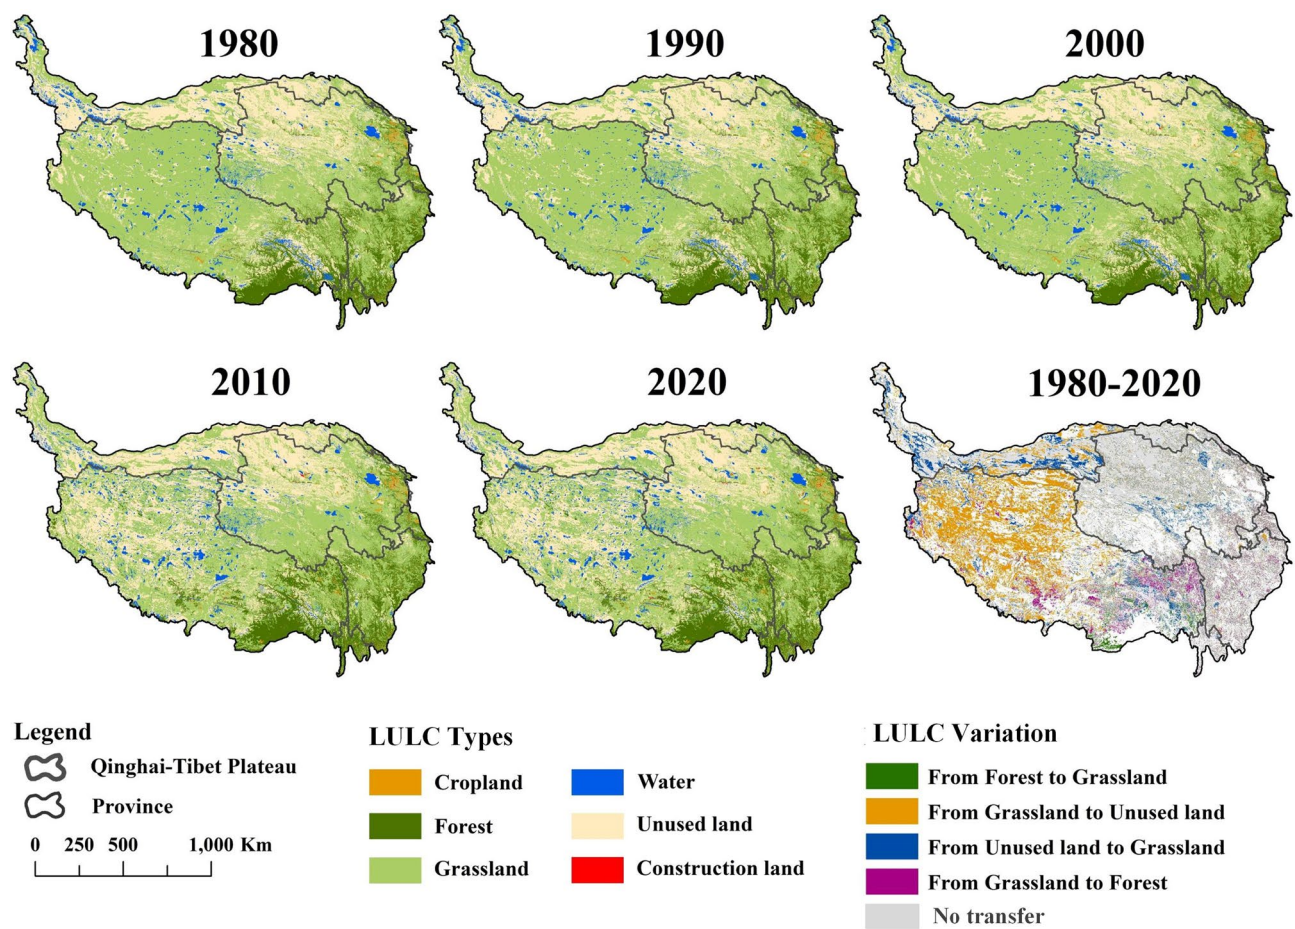 1980
1990
2000
2010
2020
1980-2020
Legend
Qinghai-Tibet Plateau
Province
0 250 500 1,000 Km
LULC Types
Cropland
Water
Forest
Unused land
Grassland
Construction land
LULC Variation
From Forest to Grassland
From Grassland to Unused land
From Unused land to Grassland
From Grassland to Forest
No transfer